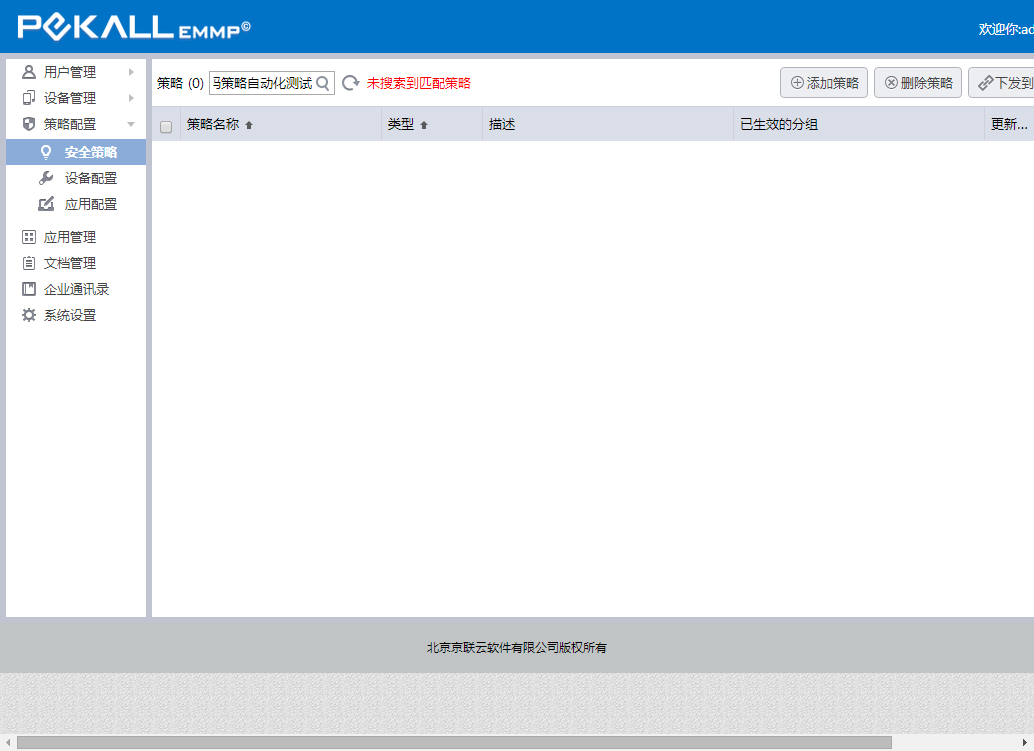 PEKALL EMMP©
欢迎你:ad
用户管理
设备管理
策略配置
安全策略
设备配置
应用配置
应用管理
文档管理
企业通讯录
系统设置
策略 (0) 策略自动化测试 未搜索到匹配策略
添加策略 删除策略 下发到
策略名称 类型 描述 已生效的分组 更新...
北京京联云软件有限公司版权所有